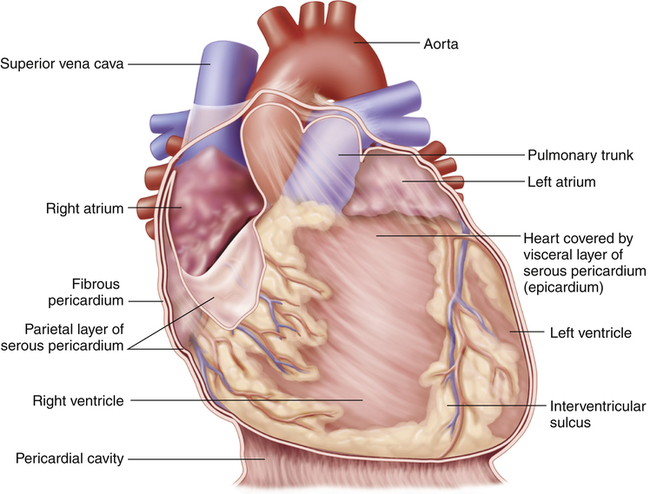 Superior vena cava
Right atrium
Fibrous
pericardium
Parietal layer of
serous pericardium
Right ventricle
Pericardial cavity
Aorta
Pulmonary trunk
Left atrium
Heart covered by
visceral layer of
serous pericardium
(epicardium)
Left ventricle
Interventricular
sulcus